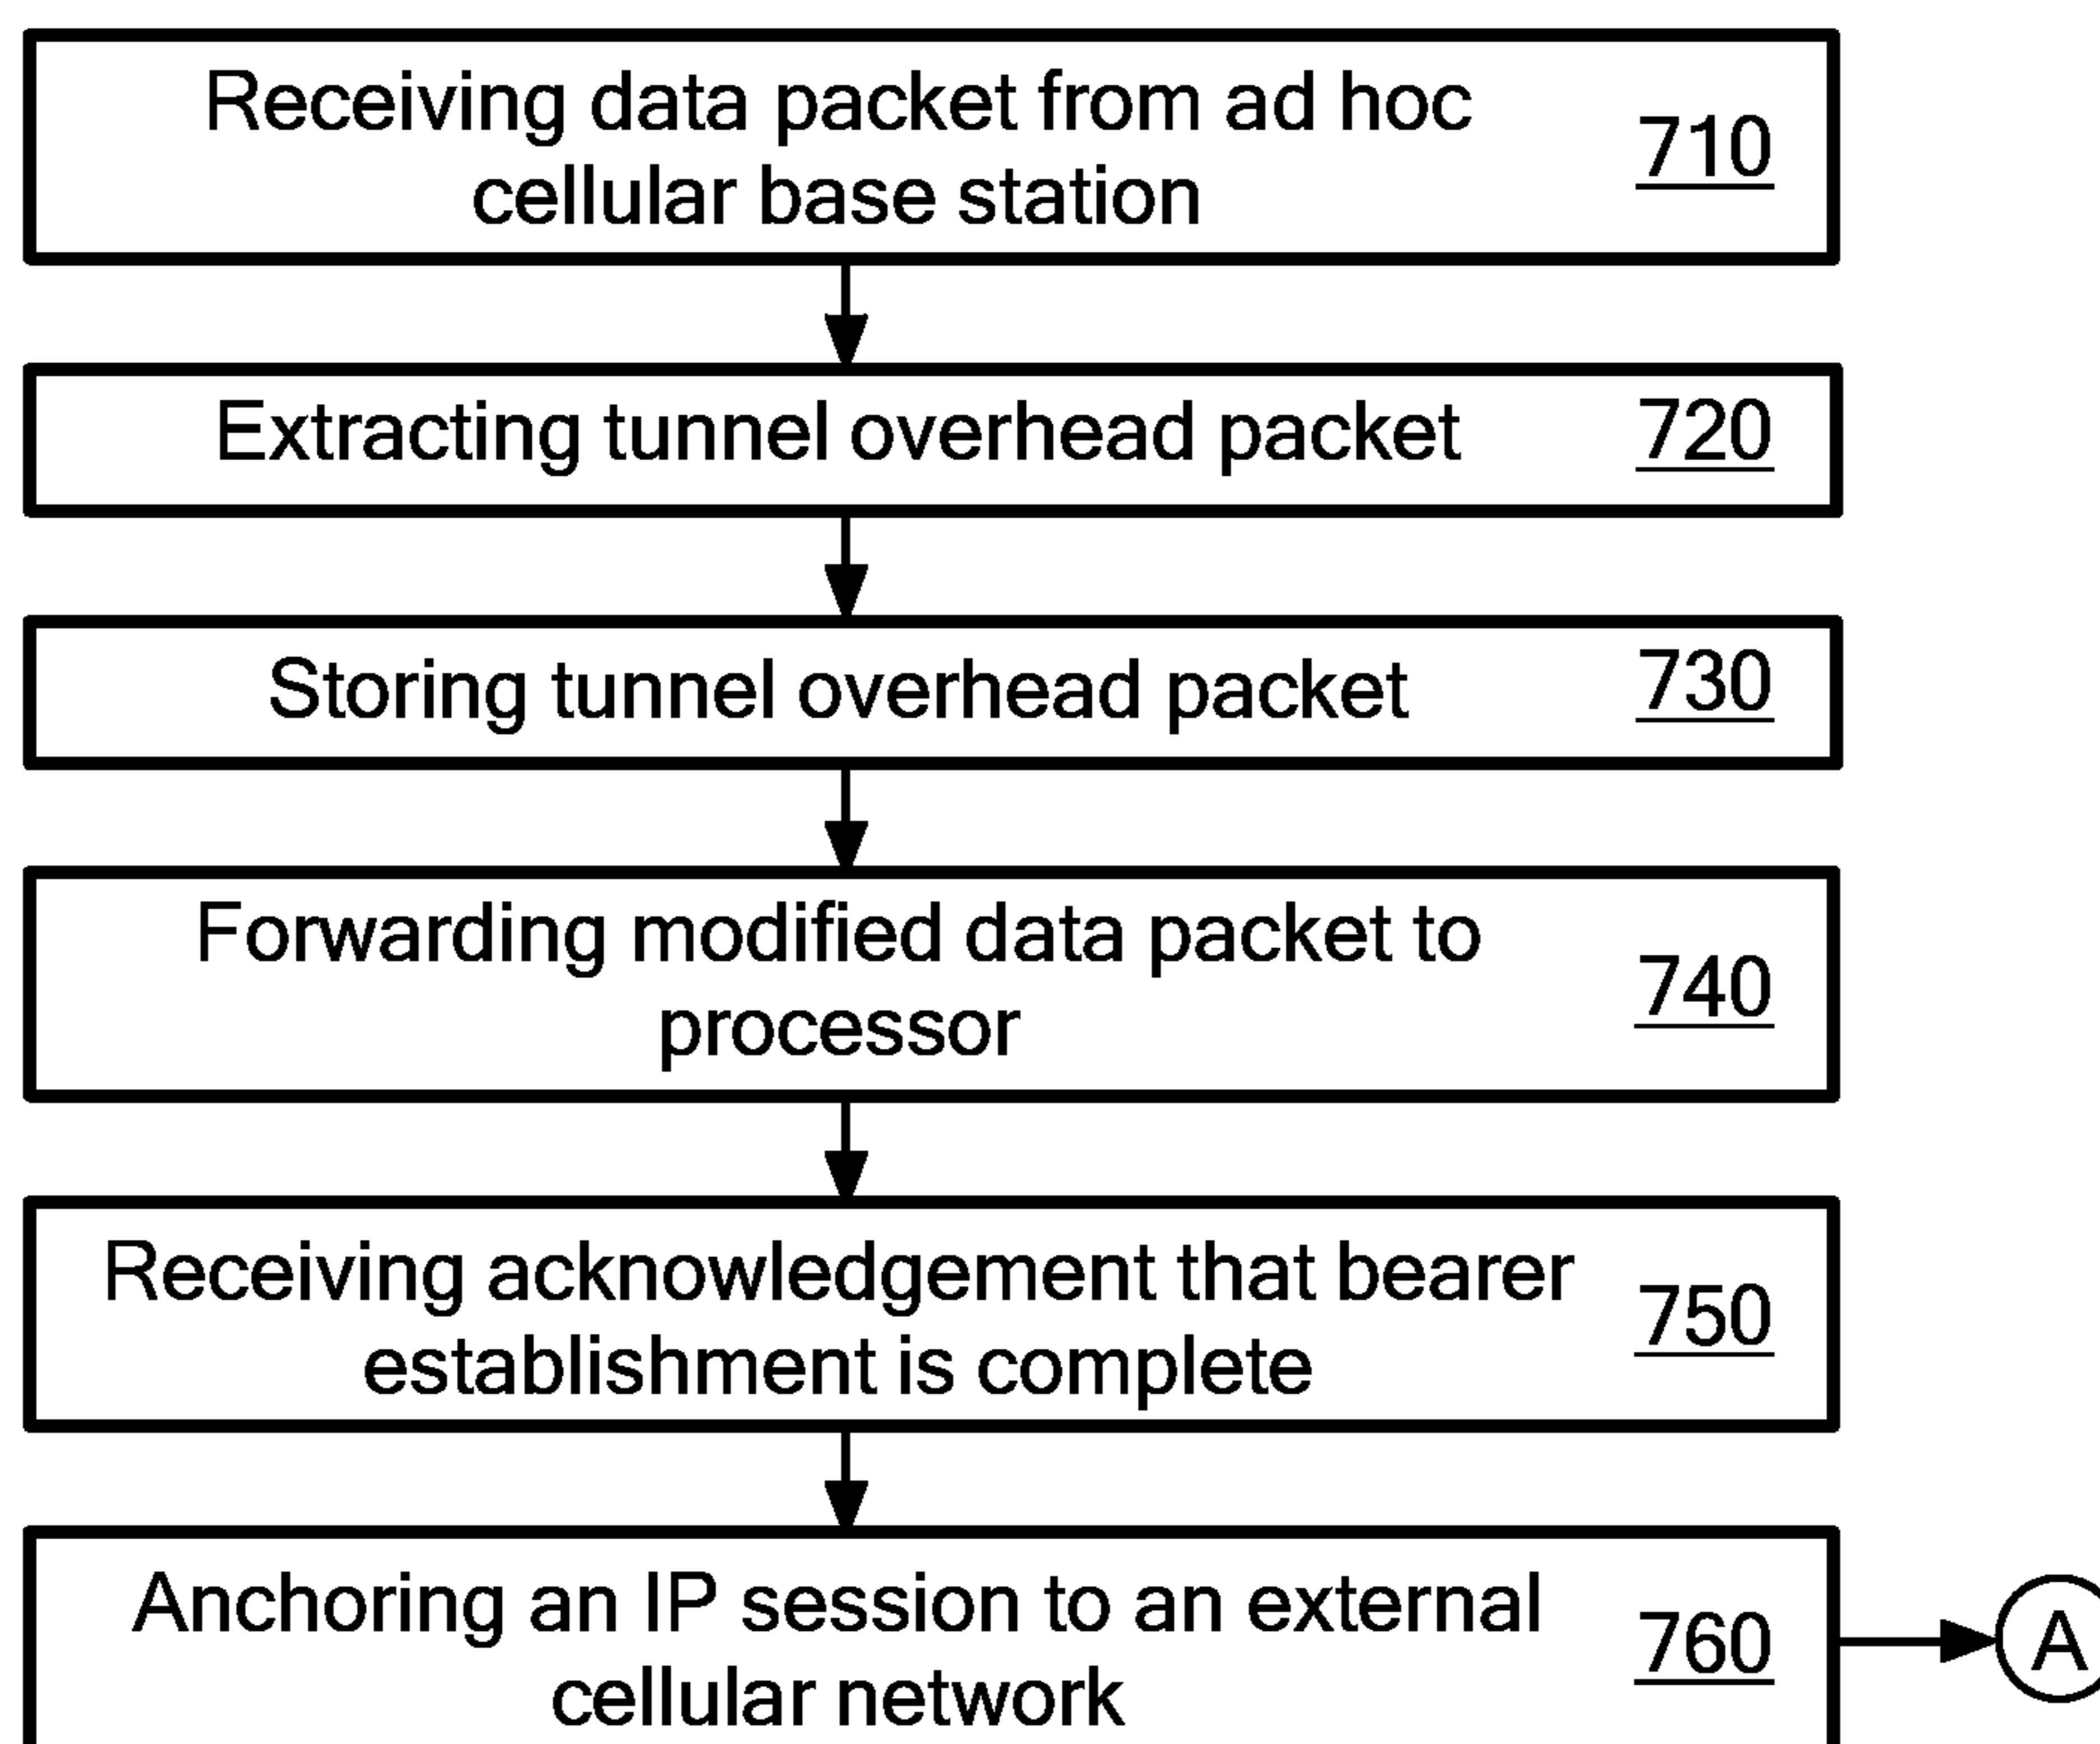 Receiving data packet from ad hoc
cellular base station
710
Extracting tunnel overhead packet
720
Storing tunnel overhead packet
730
Forwarding modified data packet to
processor
740
Receiving acknowledgement that bearer
establishment is complete
750
Anchoring an IP session to an external
cellular network
760
A